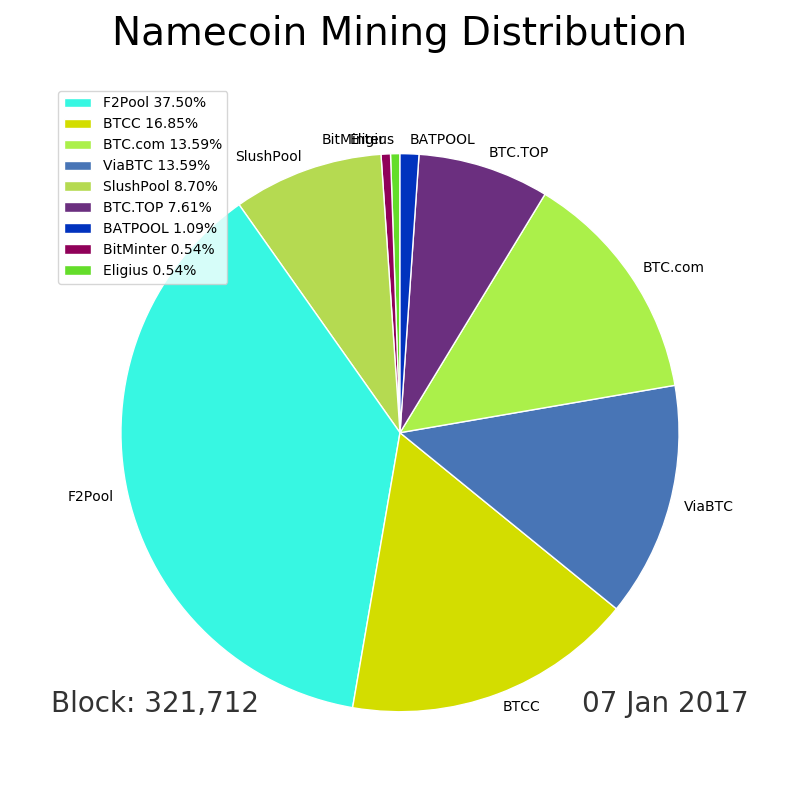 Namecoin Mining Distribution
F2Pool 37.50%
BTCC 16.85%
BTC.com 13.59%
ViaBTC 13.59%
SlushPool 8.70%
BTC.TOP 7.61%
BATPOOL 1.09%
BitMinter 0.54%
Eligius 0.54%
SlushPool
BitMinter
Eligius
BATPOOL
BTC.TOP
BTC.com
F2Pool
ViaBTC
BTCC
Block: 321,712
07 Jan 2017